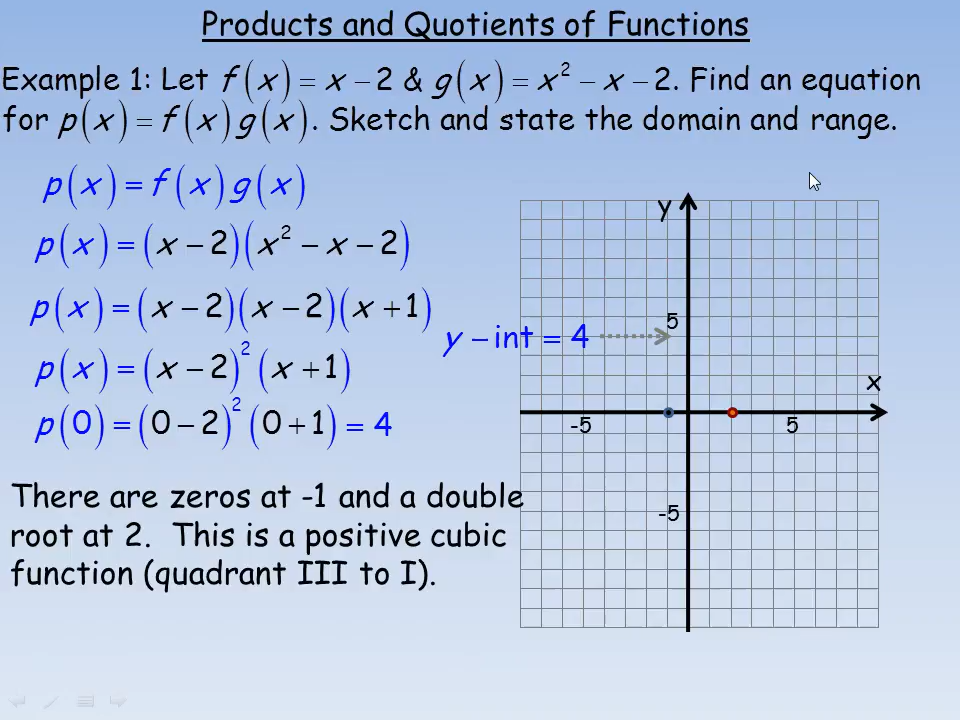 Products and Quotients of Functions
Example 1: Let f(x) = x − 2 & g(x) = x² − x − 2. Find an equation
for p(x) = f(x)g(x). Sketch and state the domain and range.
p(x) = f(x)g(x)
p(x) = (x − 2)(x² − x − 2)
p(x) = (x − 2)(x − 2)(x + 1)
p(x) = (x − 2)²(x + 1)
p(0) = (0 − 2)²(0 + 1) = 4
There are zeros at -1 and a double
root at 2. This is a positive cubic
function (quadrant III to I).
y − int = 4
y
5
x
-5
5
-5